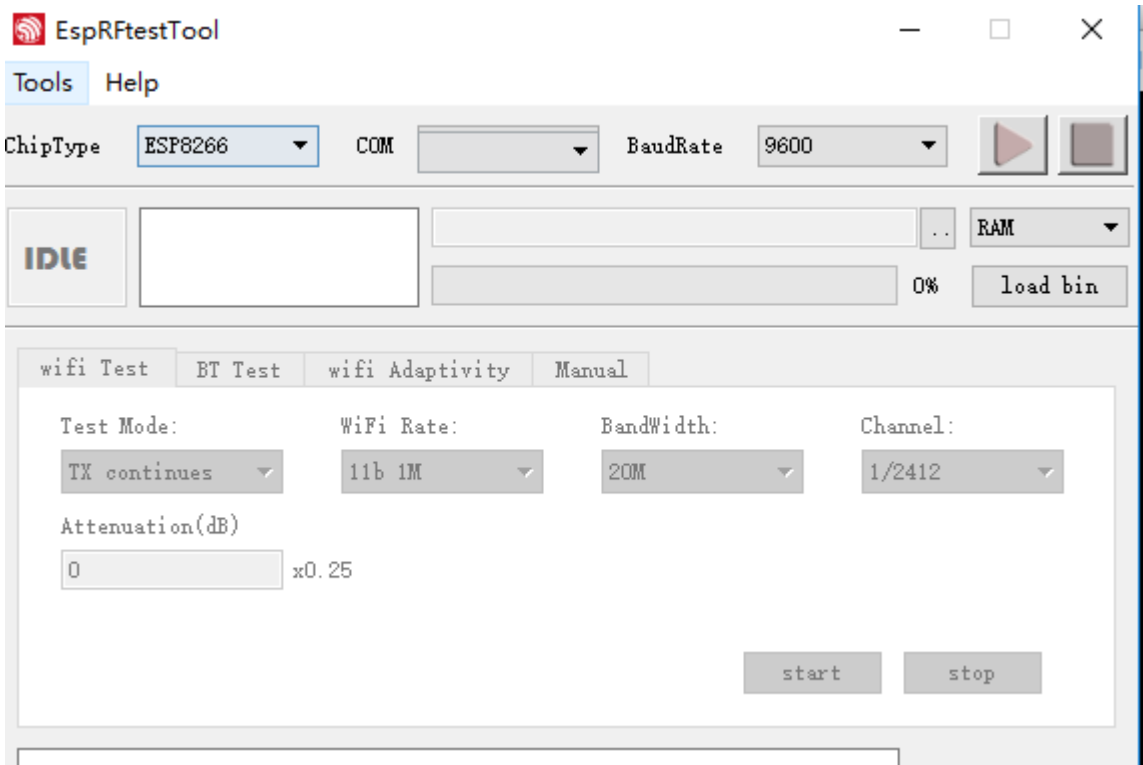 EspRFtestTool
Tools Help
ChipType ESP8266 COM BaudRate 9600
.. RAM
IDLE
0% load bin
wifi Test BT Test wifi Adaptivity Manual
Test Mode: WiFi Rate: BandWidth: Channel:
TX continues 11b 1M 20M 1/2412
Attenuation(dB)
0 x0.25
start stop